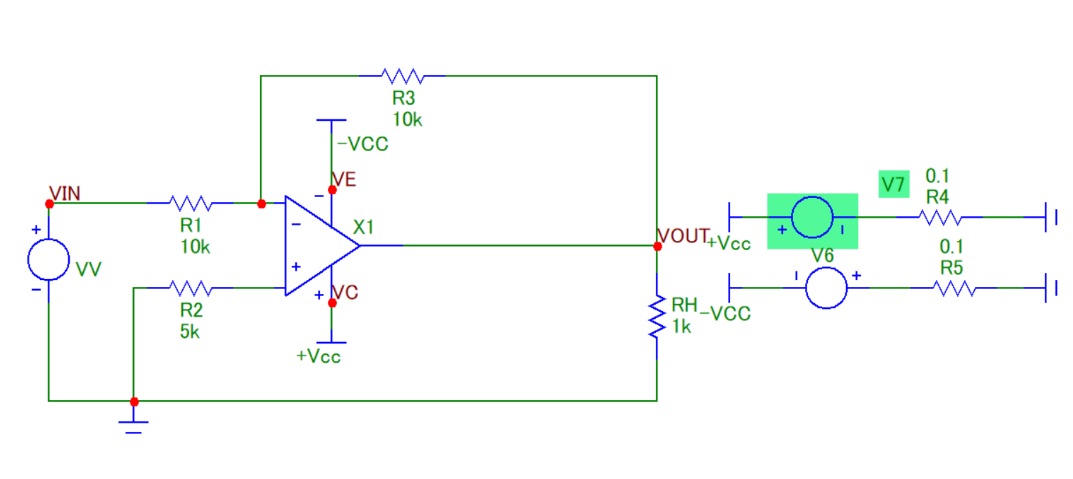 R3
10k
-VCC
VE
VIN
R1
10k
X1
VV
R2
5k
VC
+Vcc
VOUT
RH
1k
+Vcc
V7
0.1
R4
V6
0.1
R5
-VCC